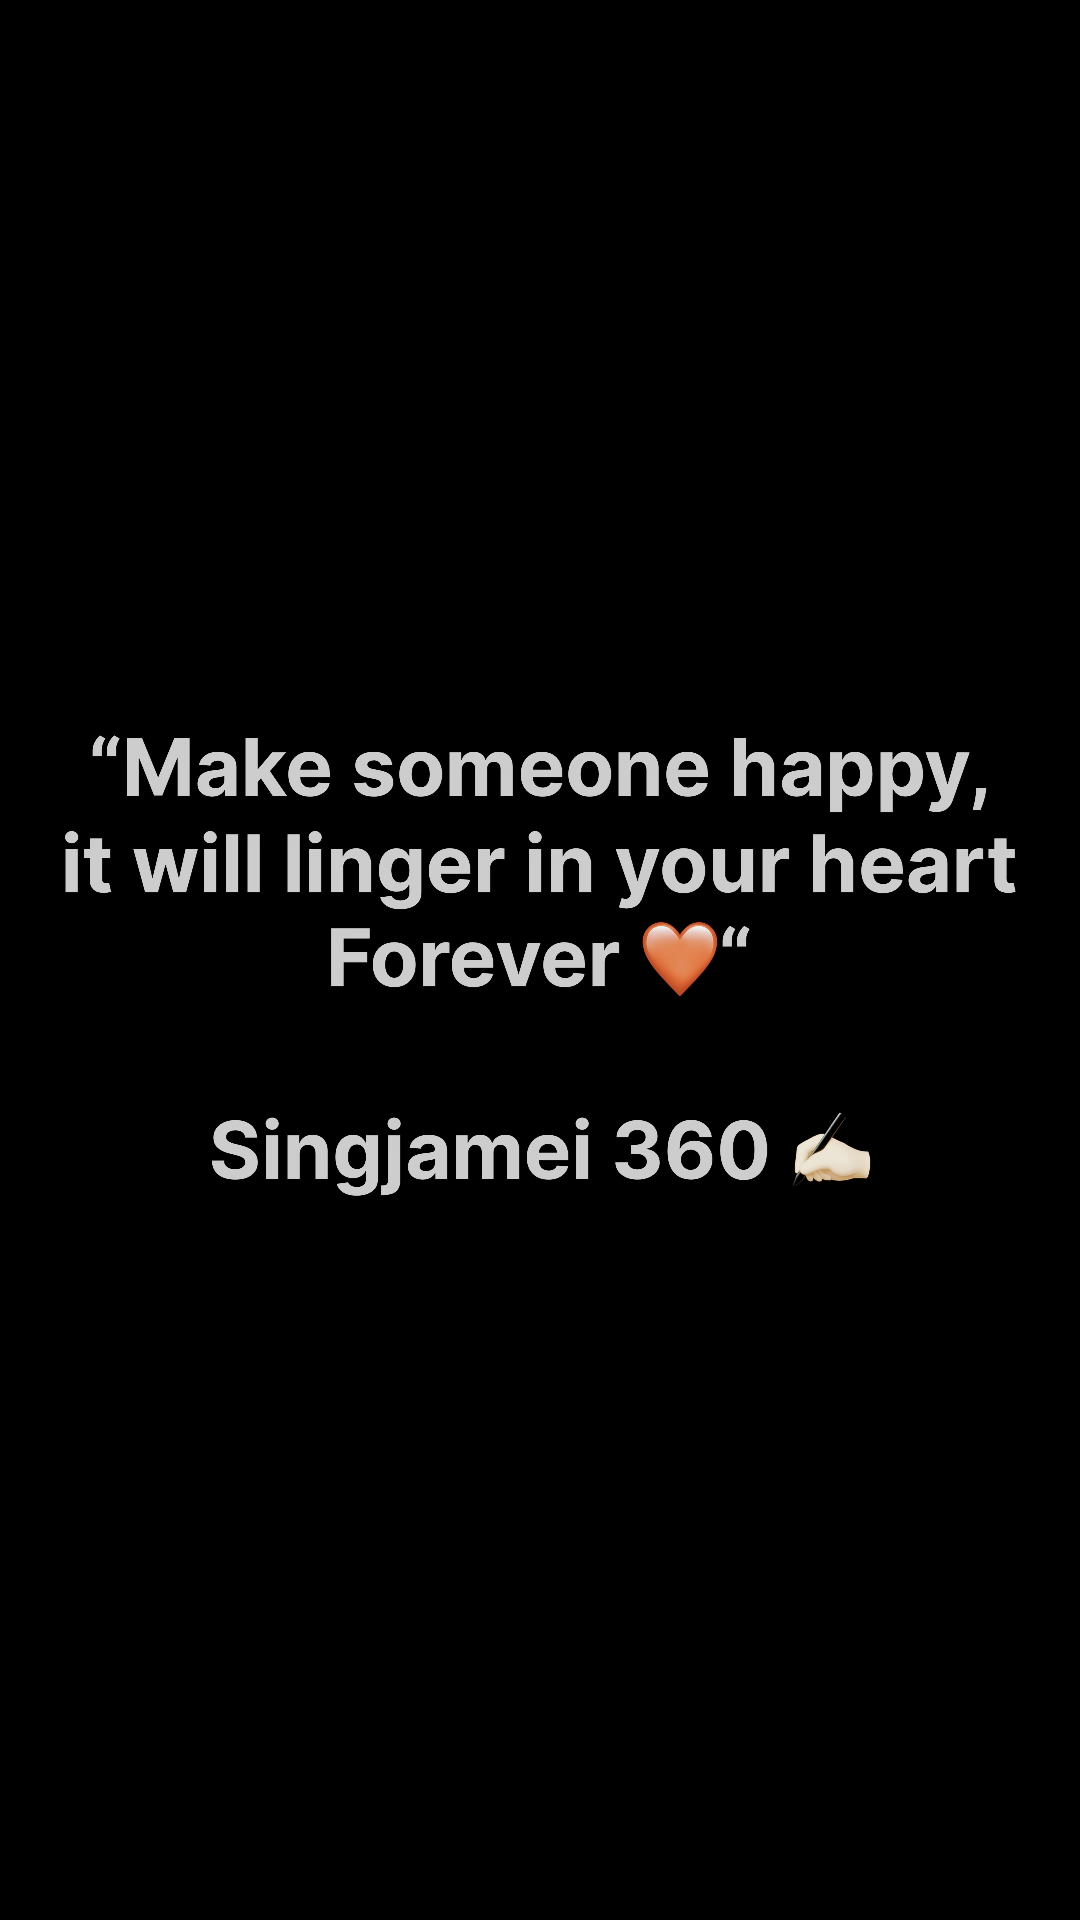 “Make someone happy,
it will linger in your heart
Forever 🧡“
Singjamei 360 ✍🏻